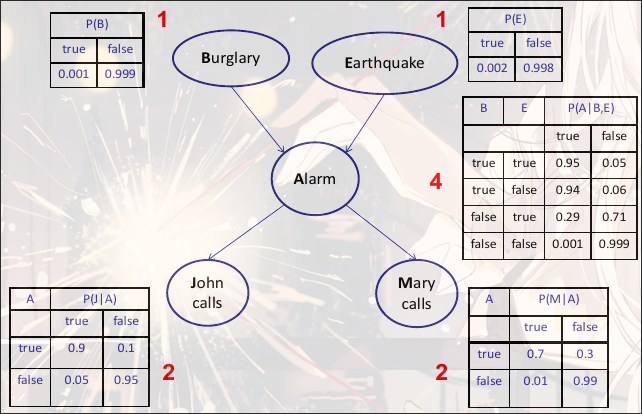 P(B)
true false
0.001 0.999
1
1
P(E)
true false
0.002 0.998
Burglary
Earthquake
B E P(A|B,E)
true false
true true 0.95 0.05
true false 0.94 0.06
false true 0.29 0.71
false false 0.001 0.999
Alarm
4
John
calls
Mary
calls
A P(J|A)
true false
true 0.9 0.1
false 0.05 0.95
2
2
A P(M|A)
true false
true 0.7 0.3
false 0.01 0.99